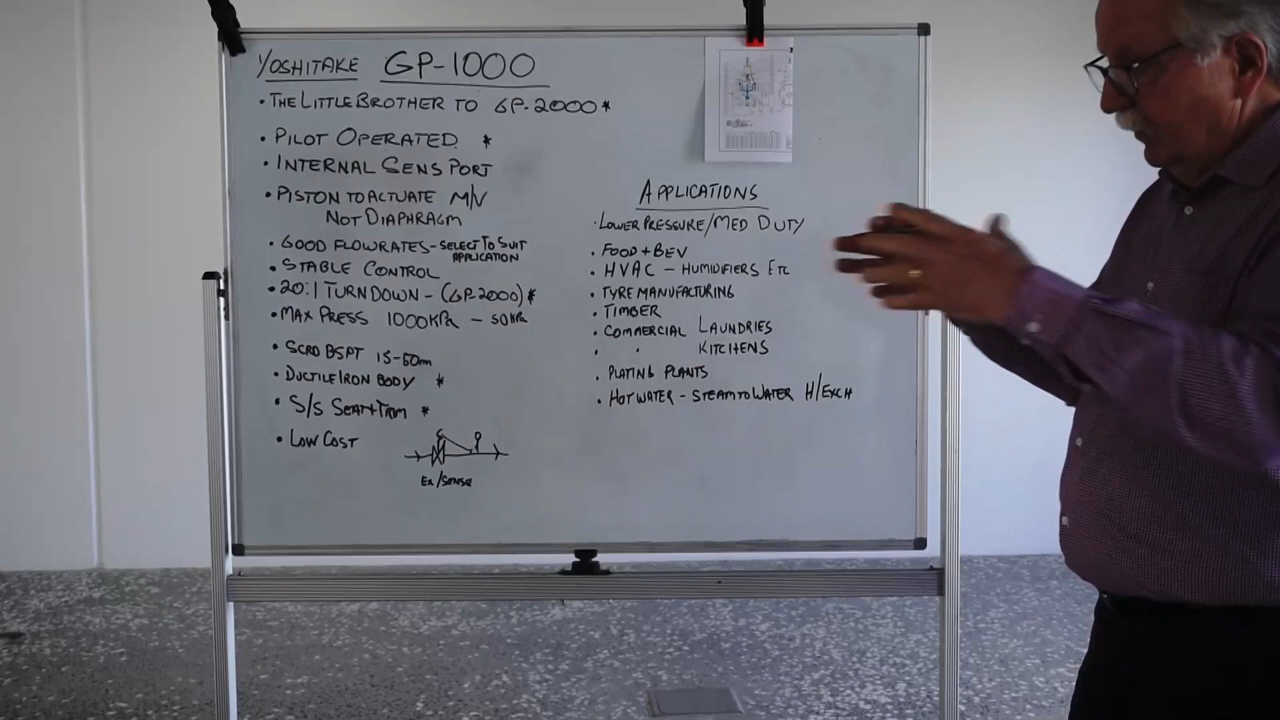 YOSHITAKE GP-1000
• THE LITTLE BROTHER TO GP-2000*
• PILOT OPERATED *
• INTERNAL SENS PORT
• PISTON TO ACTUATE M/V
NOT DIAPHRAGM
• GOOD FLOWRATES - SELECT TO SUIT
APPLICATION
• STABLE CONTROL
• 20:1 TURNDOWN - (GP-2000) *
• MAX PRESS 1000KPa - 50KPa
• SCRD BSPT 15-50m
• DUCTILE IRON BODY *
• S/S SEAT+TRIM *
• LOW COST
EX/SENSE
APPLICATIONS
• LOWER PRESSURE/MED DUTY
• FOOD + BEV
• HVAC - HUMIDIFIERS ETC
• TYRE MANUFACTURING
• TIMBER
• COMMERCIAL LAUNDRIES
• " KITCHENS
• PLATING PLANTS
• HOT WATER - STEAM TO WATER H/EXCH